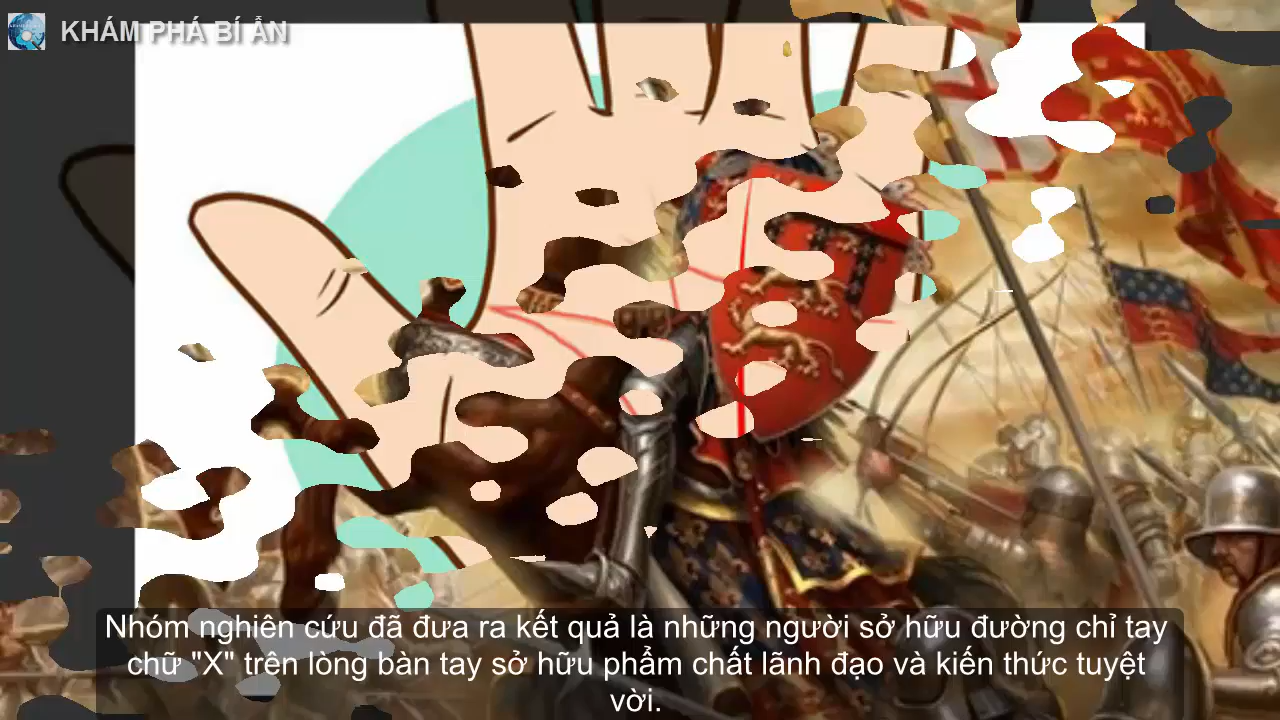 KHÁM PHÁ BÍ ẨN
Nhóm nghiên cứu đã đưa ra kết quả là những người sở hữu đường chỉ tay
chữ "X" trên lòng bàn tay sở hữu phẩm chất lãnh đạo và kiến thức tuyệt
vời.